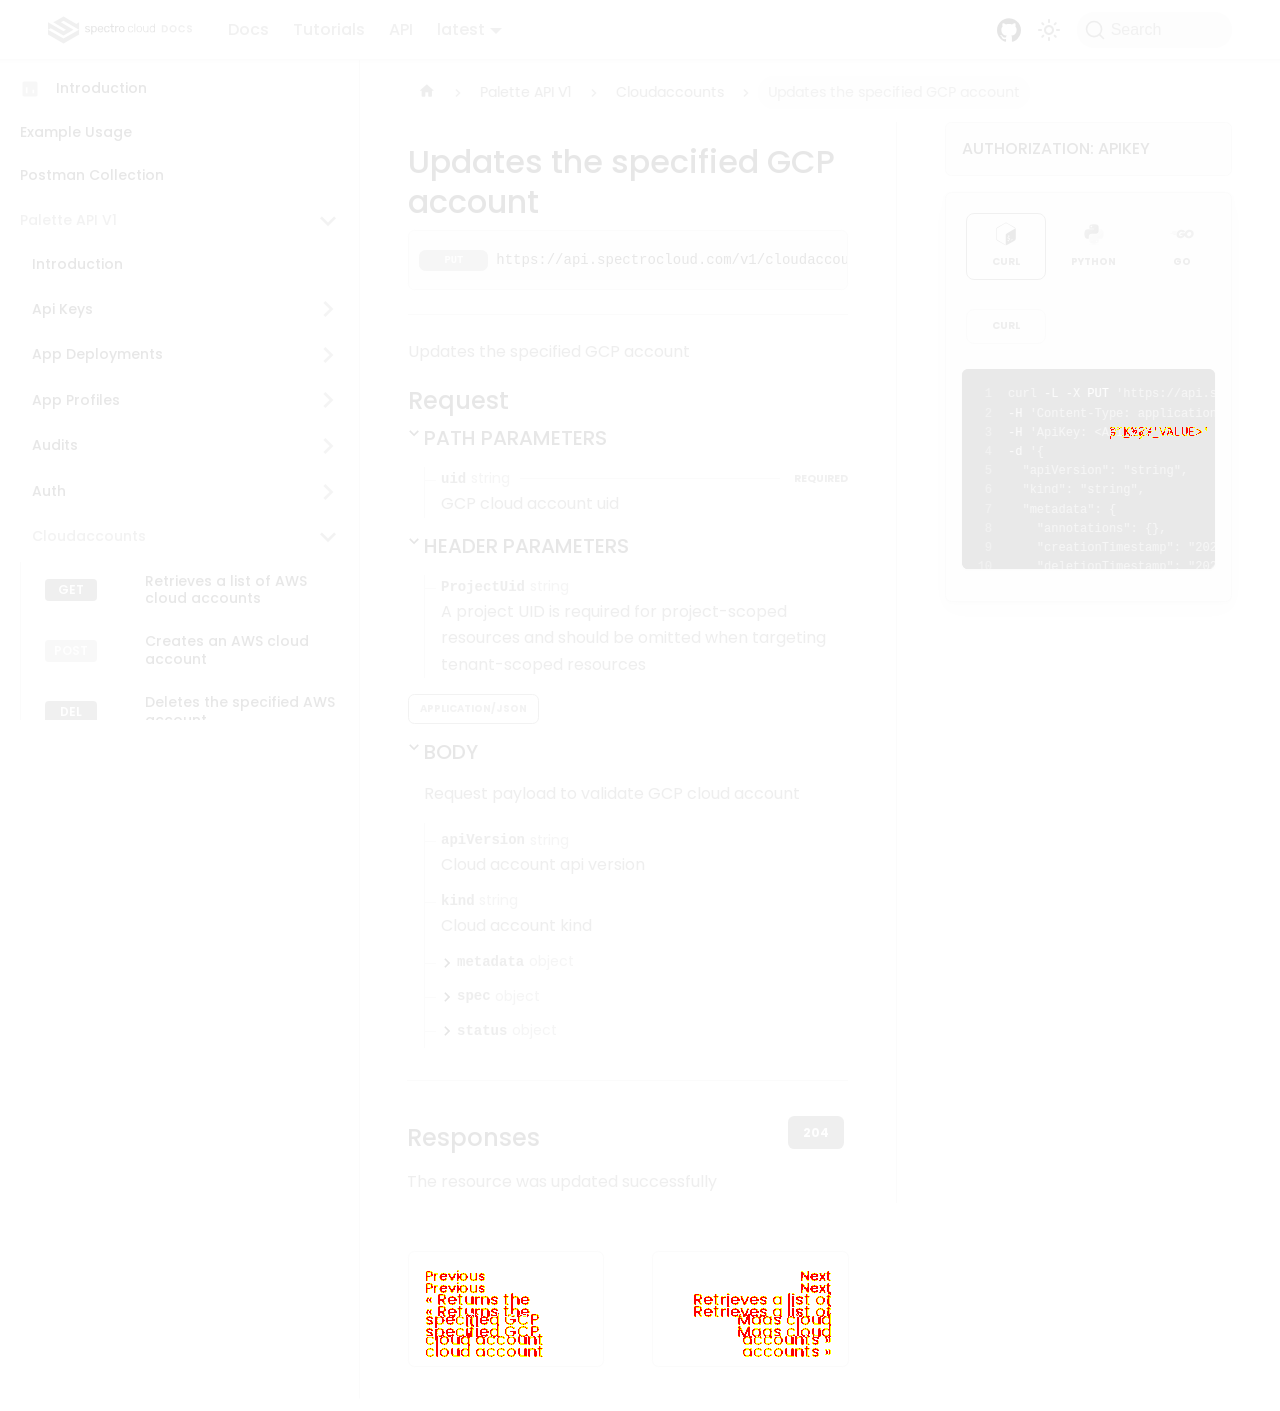 spectro cloud DOCS
Docs
Tutorials
API
latest
Search
Introduction
Example Usage
Postman Collection
Palette API V1
Introduction
Api Keys
App Deployments
App Profiles
Audits
Auth
Cloudaccounts
GET
Retrieves a list of AWS
cloud accounts
POST
Creates an AWS cloud
account
DEL
Deletes the specified AWS
account
Palette API V1
Cloudaccounts
Updates the specified GCP account
Updates the specified GCP
account
PUT
https://api.spectrocloud.com/v1/cloudaccou
Updates the specified GCP account
Request
PATH PARAMETERS
uid string
REQUIRED
GCP cloud account uid
HEADER PARAMETERS
ProjectUid string
A project UID is required for project-scoped
resources and should be omitted when targeting
tenant-scoped resources
APPLICATION/JSON
BODY
Request payload to validate GCP cloud account
apiVersion string
Cloud account api version
kind string
Cloud account kind
metadata object
spec object
status object
Responses
204
The resource was updated successfully
Previous
« Returns the
specified GCP
cloud account
Next
Retrieves a list of
Maas cloud
accounts »
AUTHORIZATION: APIKEY
CURL
PYTHON
GO
GO
CURL
1 curl -L -X PUT 'https://api.s
2 -H 'Content-Type: application
3 -H 'ApiKey: <A
4 -d '{
5 "apiVersion": "string",
6 "kind": "string",
7 "metadata": {
8 "annotations": {},
9 "creationTimestamp": "202
10 "deletionTimestamp": "202